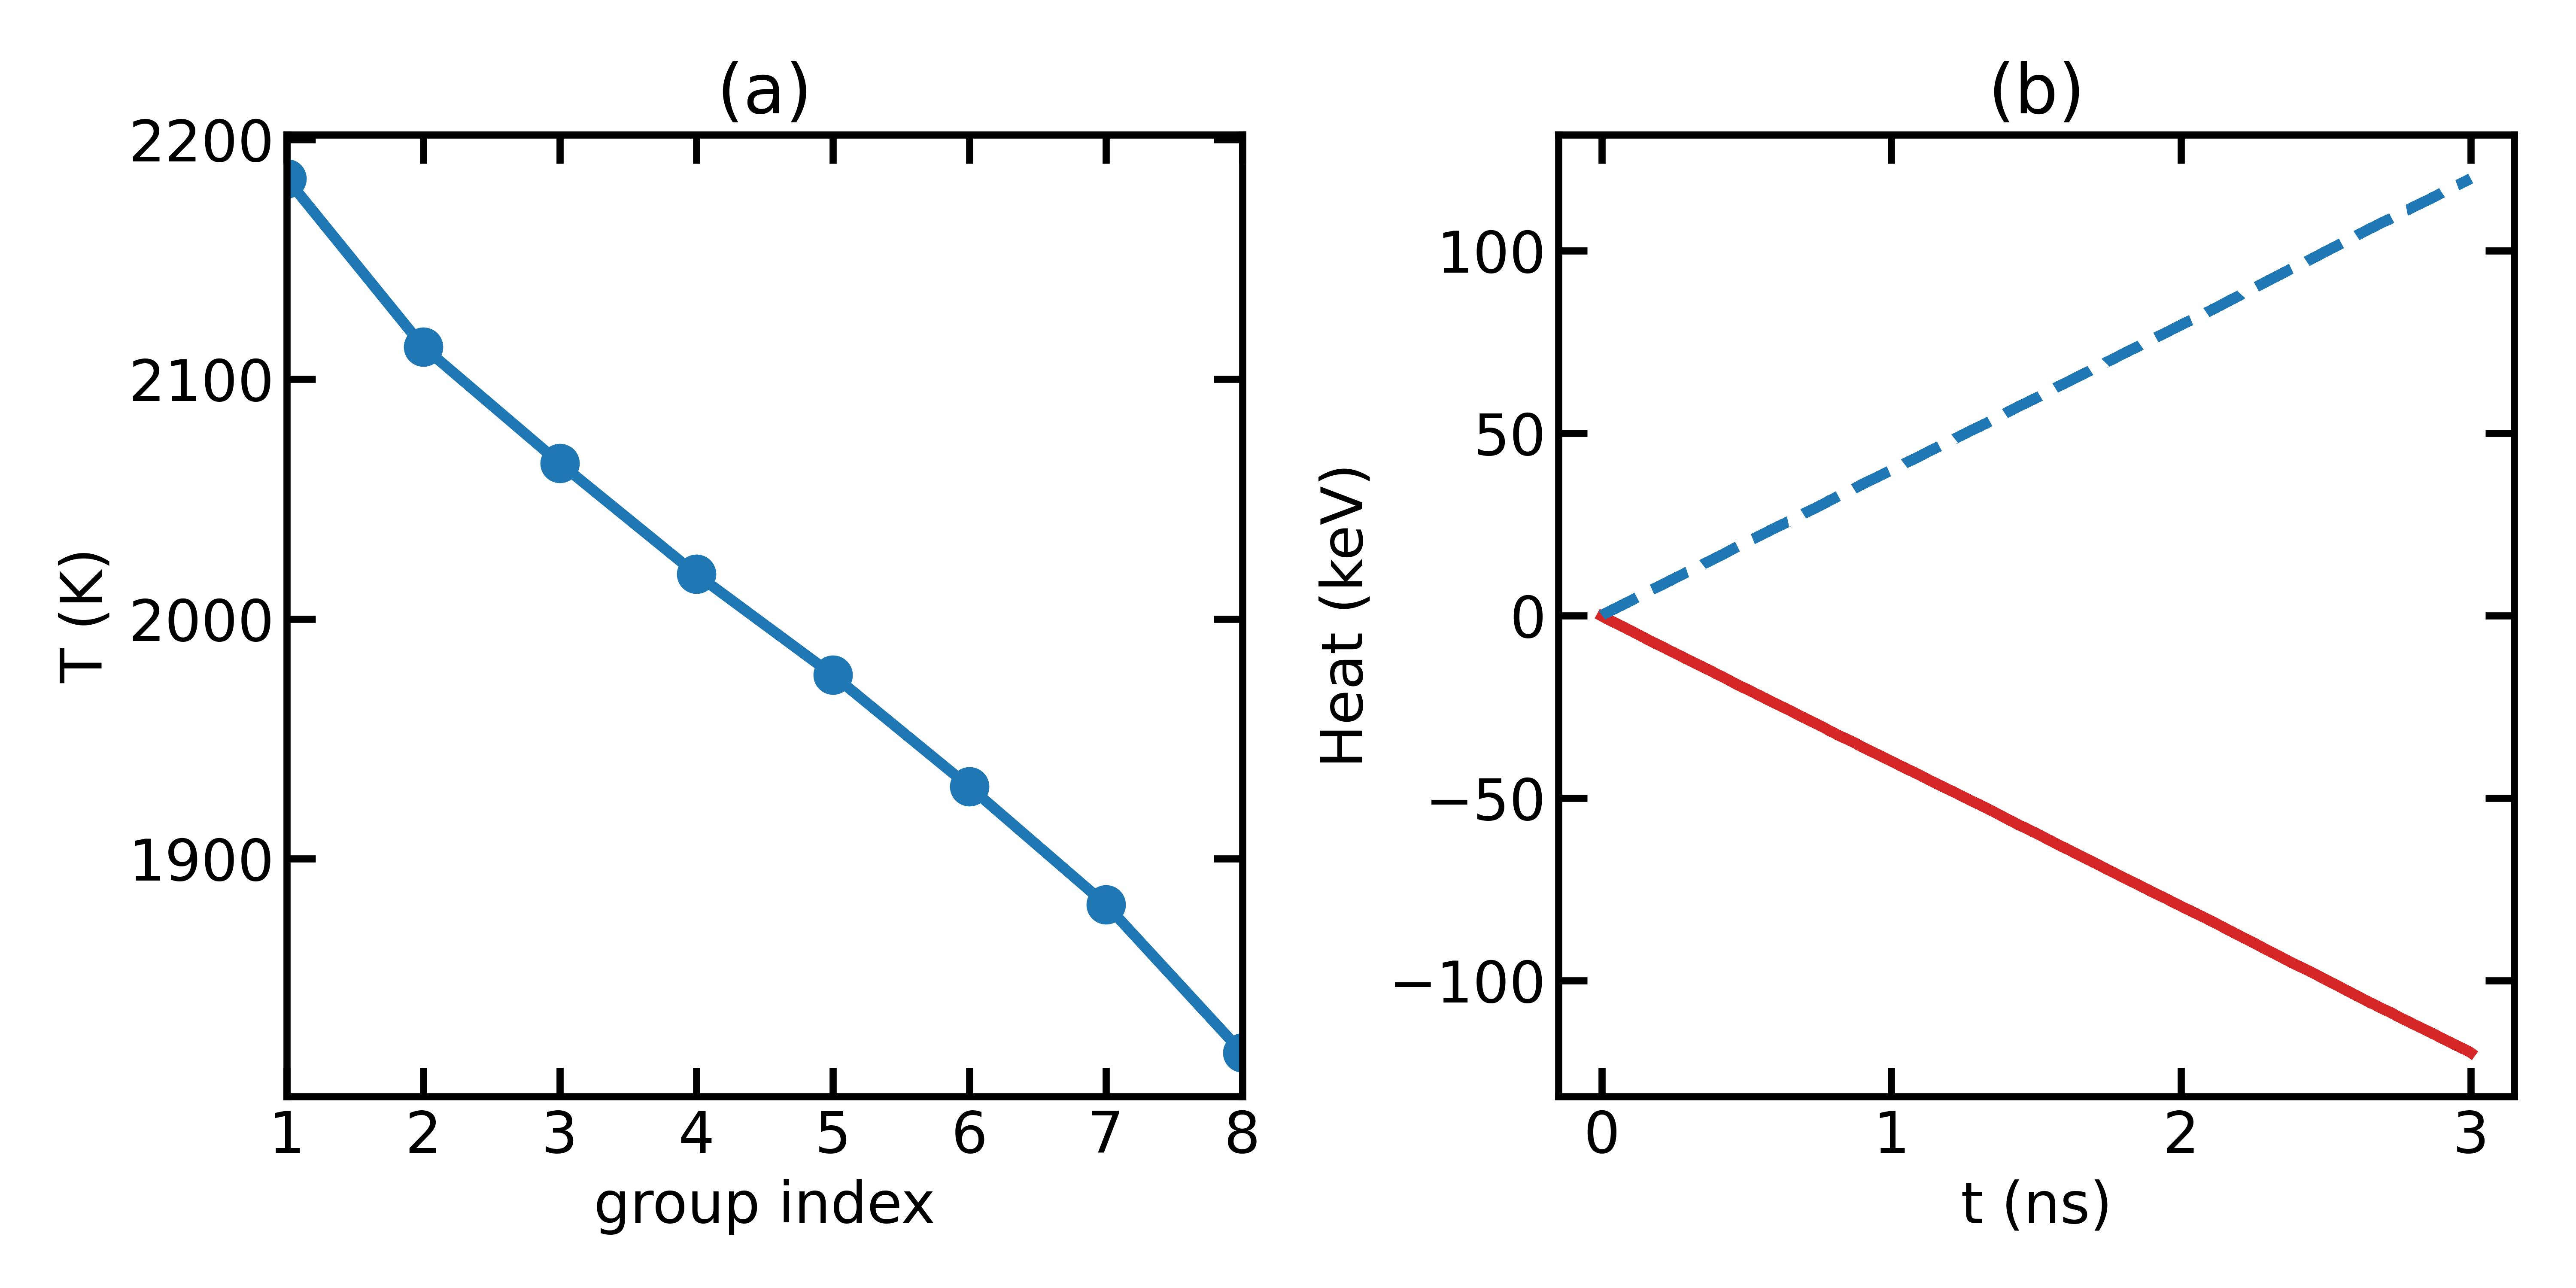 (a)
2200
2100
2000
1900
T (K)
1 2 3 4 5 6 7 8
group index
(b)
100
50
0
−50
−100
Heat (keV)
0 1 2 3
t (ns)